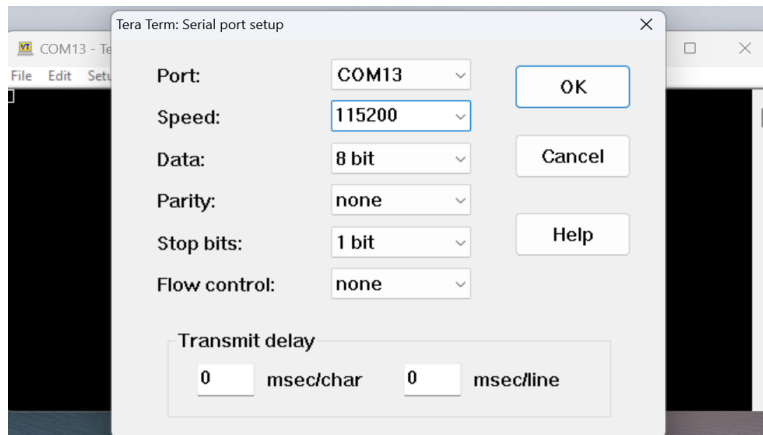 Tera Term: Serial port setup
COM13 - Te
File Edit Setu
Port: COM13
OK
Speed: 115200
Data: 8 bit
Cancel
Parity: none
Stop bits: 1 bit
Help
Flow control: none
Transmit delay
0 msec/char 0 msec/line